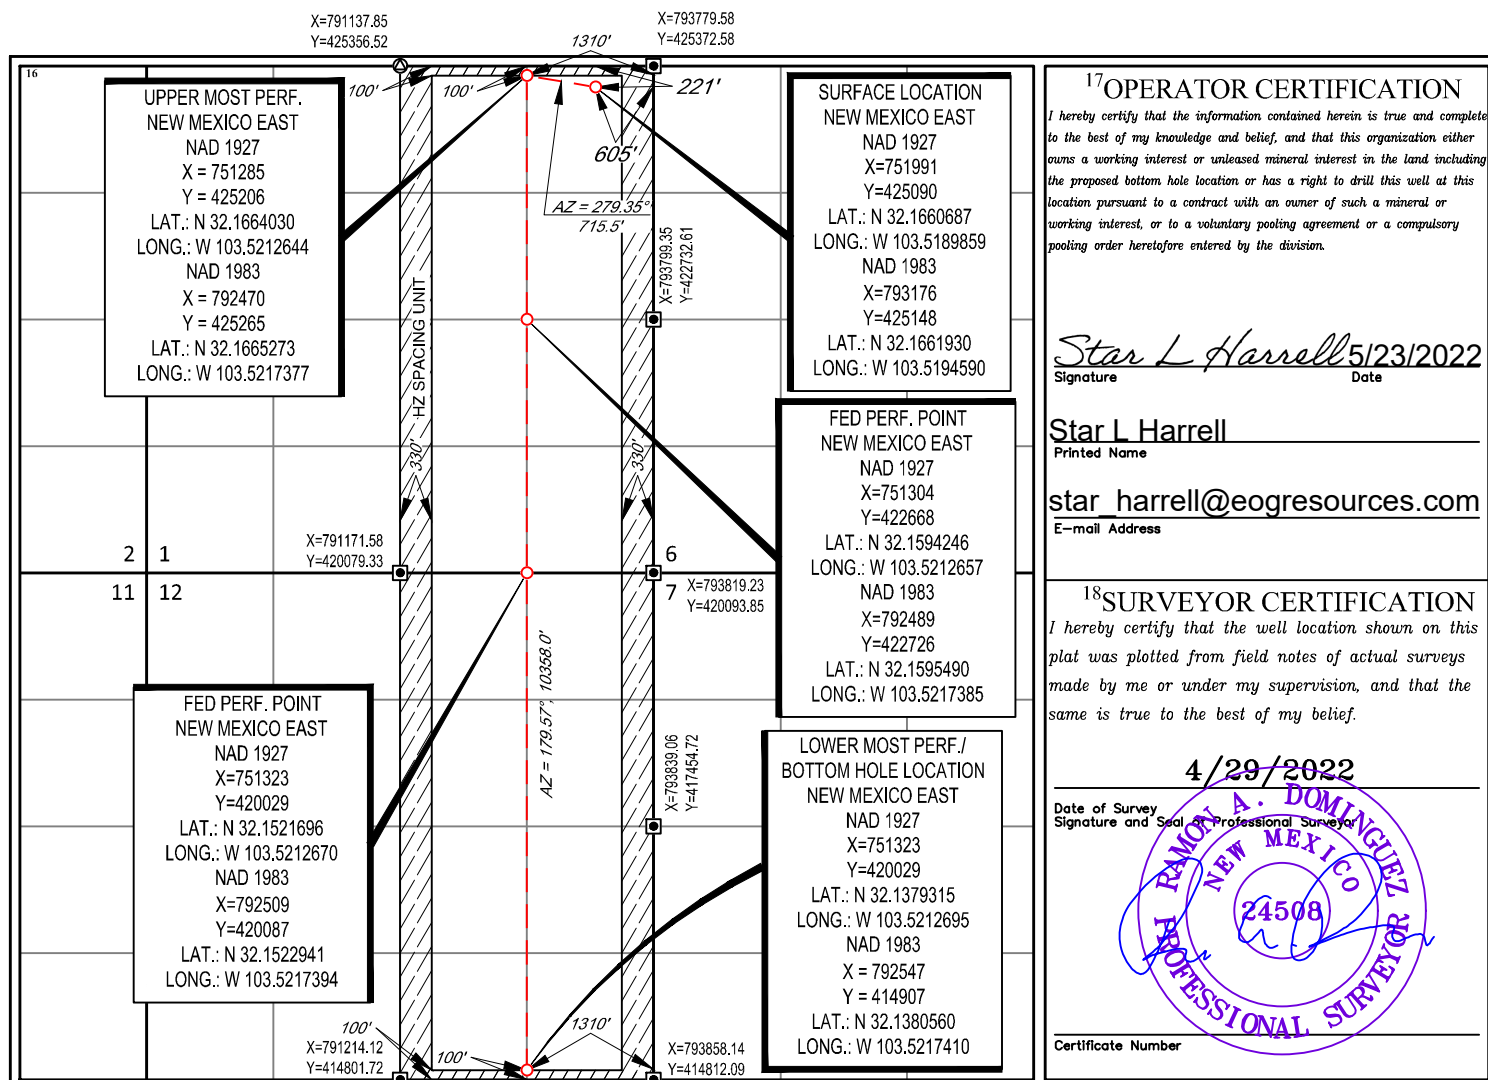 X=791137.85
Y=425356.52
X=793779.58
Y=425372.58
1310'
16
100'
100'
221'
605'
AZ = 279.35°
715.5'
UPPER MOST PERF.
NEW MEXICO EAST
NAD 1927
X = 751285
Y = 425206
LAT.: N 32.1664030
LONG.: W 103.5212644
NAD 1983
X = 792470
Y = 425265
LAT.: N 32.1665273
LONG.: W 103.5217377
SURFACE LOCATION
NEW MEXICO EAST
NAD 1927
X=751991
Y=425090
LAT.: N 32.1660687
LONG.: W 103.5189859
NAD 1983
X=793176
Y=425148
LAT.: N 32.1661930
LONG.: W 103.5194590
X=793799.35
Y=422732.61
HZ SPACING UNIT
330'
330'
FED PERF. POINT
NEW MEXICO EAST
NAD 1927
X=751304
Y=422668
LAT.: N 32.1594246
LONG.: W 103.5212657
NAD 1983
X=792489
Y=422726
LAT.: N 32.1595490
LONG.: W 103.5217385
X=791171.58
Y=420079.33
2 1
11 12
6
7
X=793819.23
Y=420093.85
AZ = 179.57°, 10358.0'
FED PERF. POINT
NEW MEXICO EAST
NAD 1927
X=751323
Y=420029
LAT.: N 32.1521696
LONG.: W 103.5212670
NAD 1983
X=792509
Y=420087
LAT.: N 32.1522941
LONG.: W 103.5217394
X=793839.06
Y=417454.72
LOWER MOST PERF./
BOTTOM HOLE LOCATION
NEW MEXICO EAST
NAD 1927
X=751323
Y=420029
LAT.: N 32.1379315
LONG.: W 103.5212695
NAD 1983
X = 792547
Y = 414907
LAT.: N 32.1380560
LONG.: W 103.5217410
100'
100'
1310'
X=791214.12
Y=414801.72
X=793858.14
Y=414812.09
17OPERATOR CERTIFICATION
I hereby certify that the information contained herein is true and complete
to the best of my knowledge and belief, and that this organization either
owns a working interest or unleased mineral interest in the land including
the proposed bottom hole location or has a right to drill this well at this
location pursuant to a contract with an owner of such a mineral or
working interest, or to a voluntary pooling agreement or a compulsory
pooling order heretofore entered by the division.
Star L Harrell 5/23/2022
Signature Date
Star L Harrell
Printed Name
star_harrell@eogresources.com
E-mail Address
18SURVEYOR CERTIFICATION
I hereby certify that the well location shown on this
plat was plotted from field notes of actual surveys
made by me or under my supervision, and that the
same is true to the best of my belief.
4/29/2022
Date of Survey
Signature and Seal of Professional Surveyor
RAMON A. DOMINGUEZ
NEW MEXICO
24508
PROFESSIONAL SURVEYOR
Certificate Number